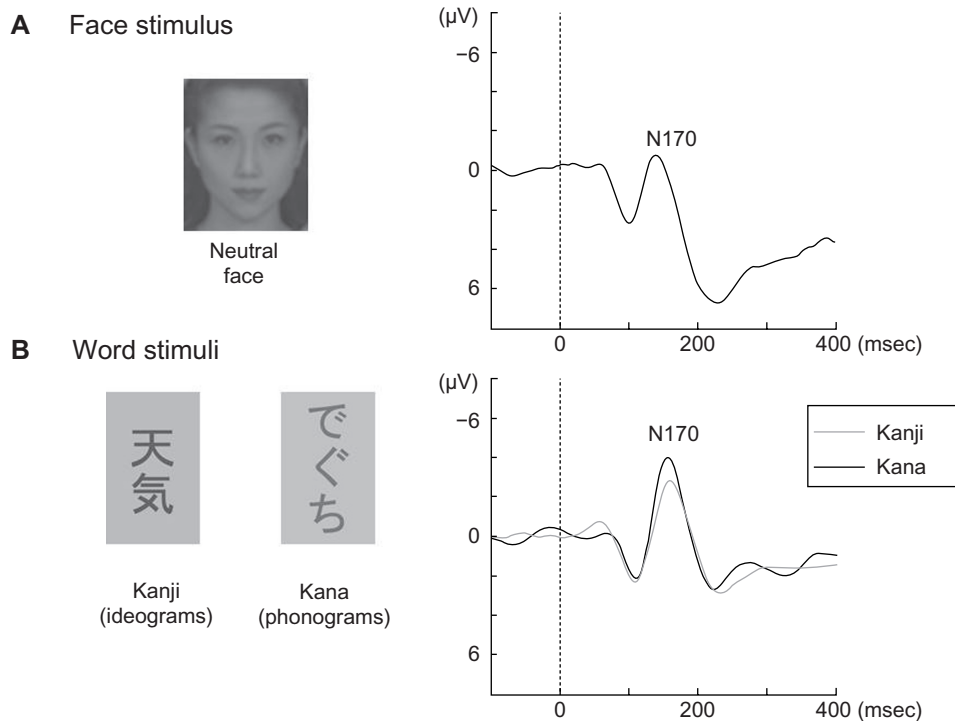 A Face stimulus
Neutral
face
(µV)
−6
0
6
N170
0 200 400 (msec)
B Word stimuli
天気
でぐち
Kanji
(ideograms)
Kana
(phonograms)
(µV)
−6
0
6
N170
Kanji
Kana
0 200 400 (msec)